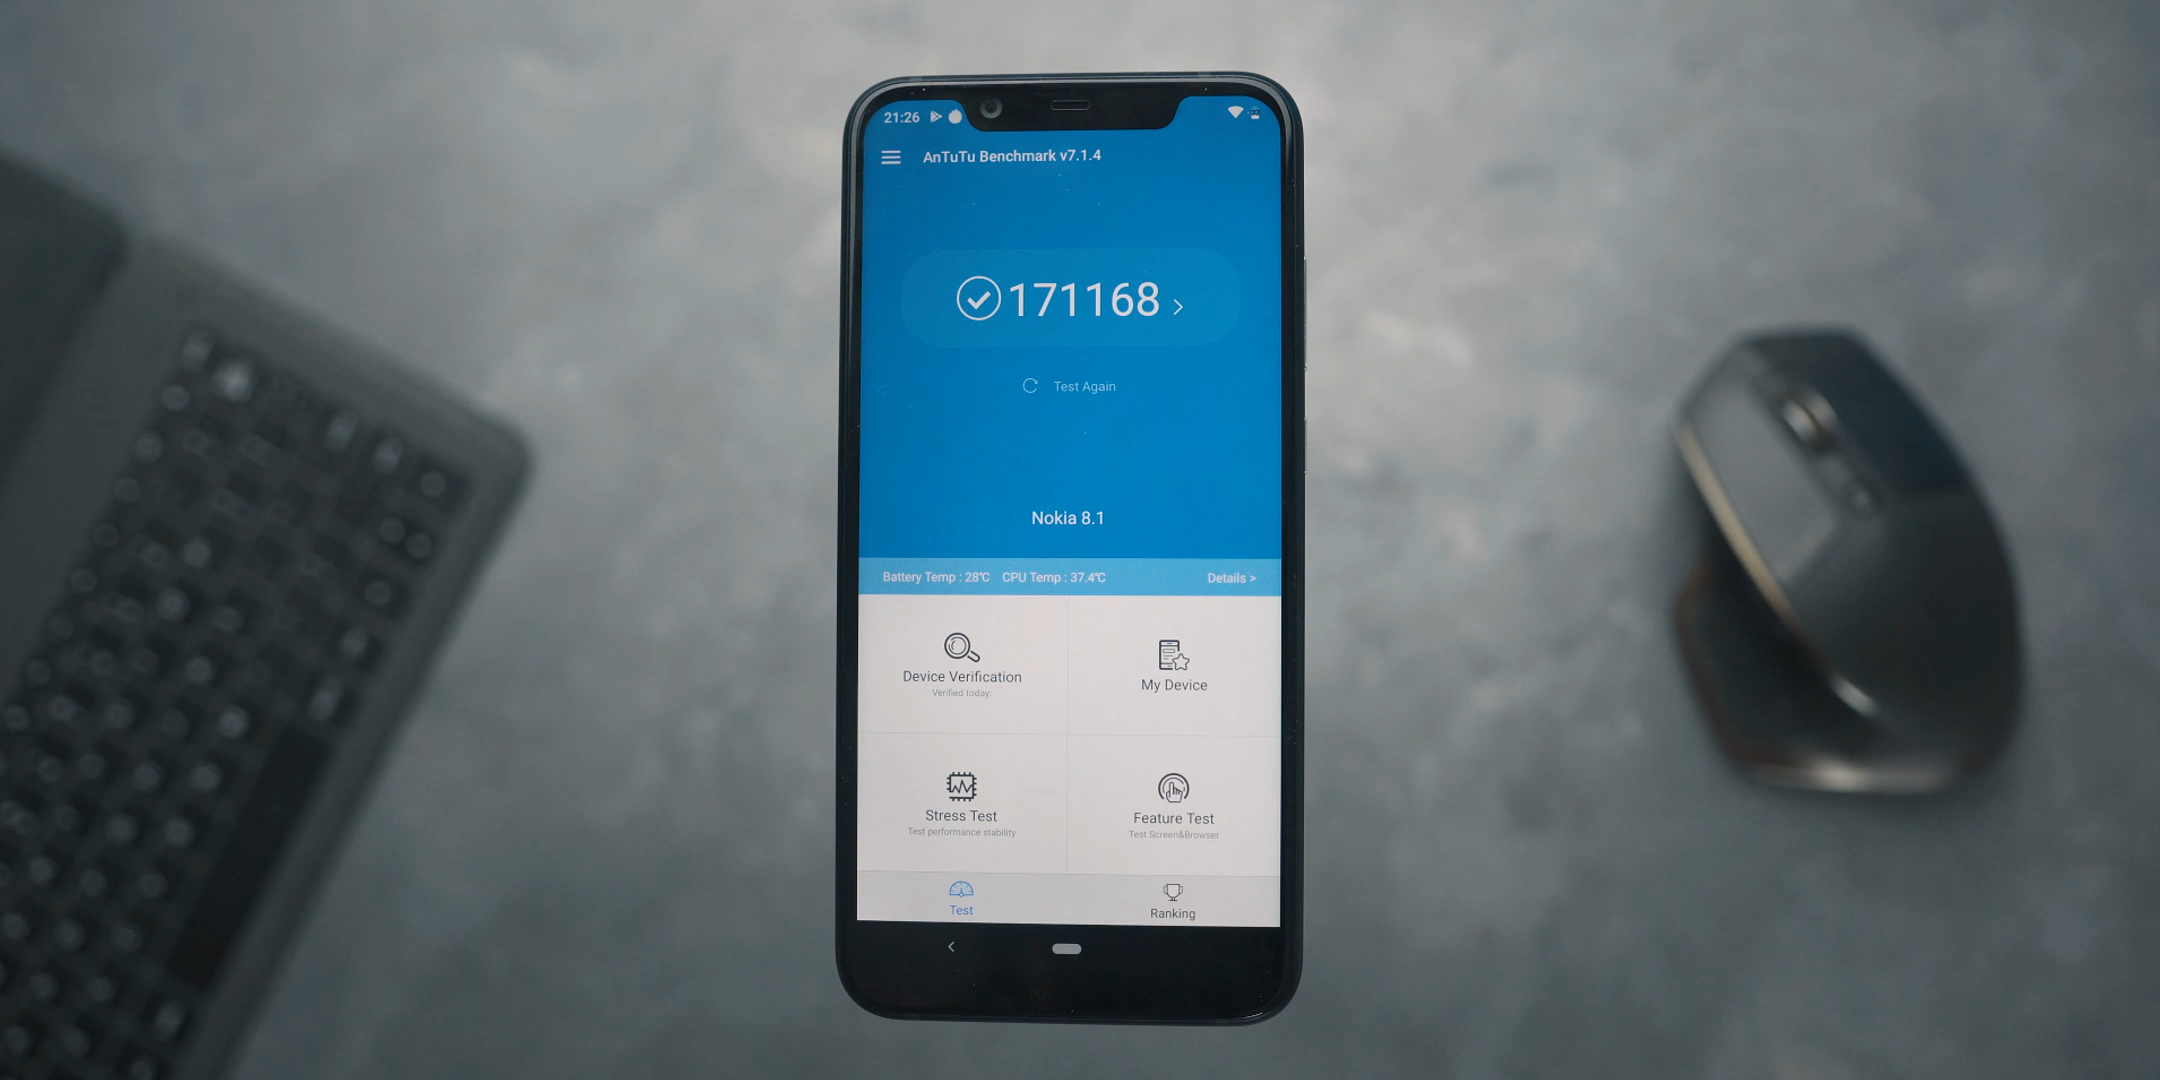 21:26
AnTuTu Benchmark v7.1.4
171168 >
Test Again
Nokia 8.1
Battery Temp : 28℃ CPU Temp : 37.4℃ Details >
Device Verification
Verified today:
My Device
Stress Test
Test performance stability
Feature Test
Test Screen&Browser
Test
Ranking